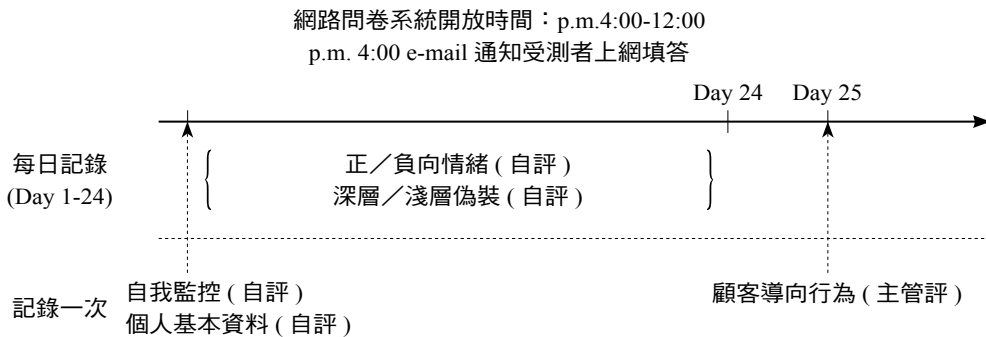 網路問卷系統開放時間：p.m.4:00-12:00
p.m. 4:00 e-mail 通知受測者上網填答
Day 24 Day 25
每日記錄
(Day 1-24)
正／負向情緒 ( 自評 )
深層／淺層偽裝 ( 自評 )
記錄一次
自我監控 ( 自評 )
個人基本資料 ( 自評 )
顧客導向行為 ( 主管評 )